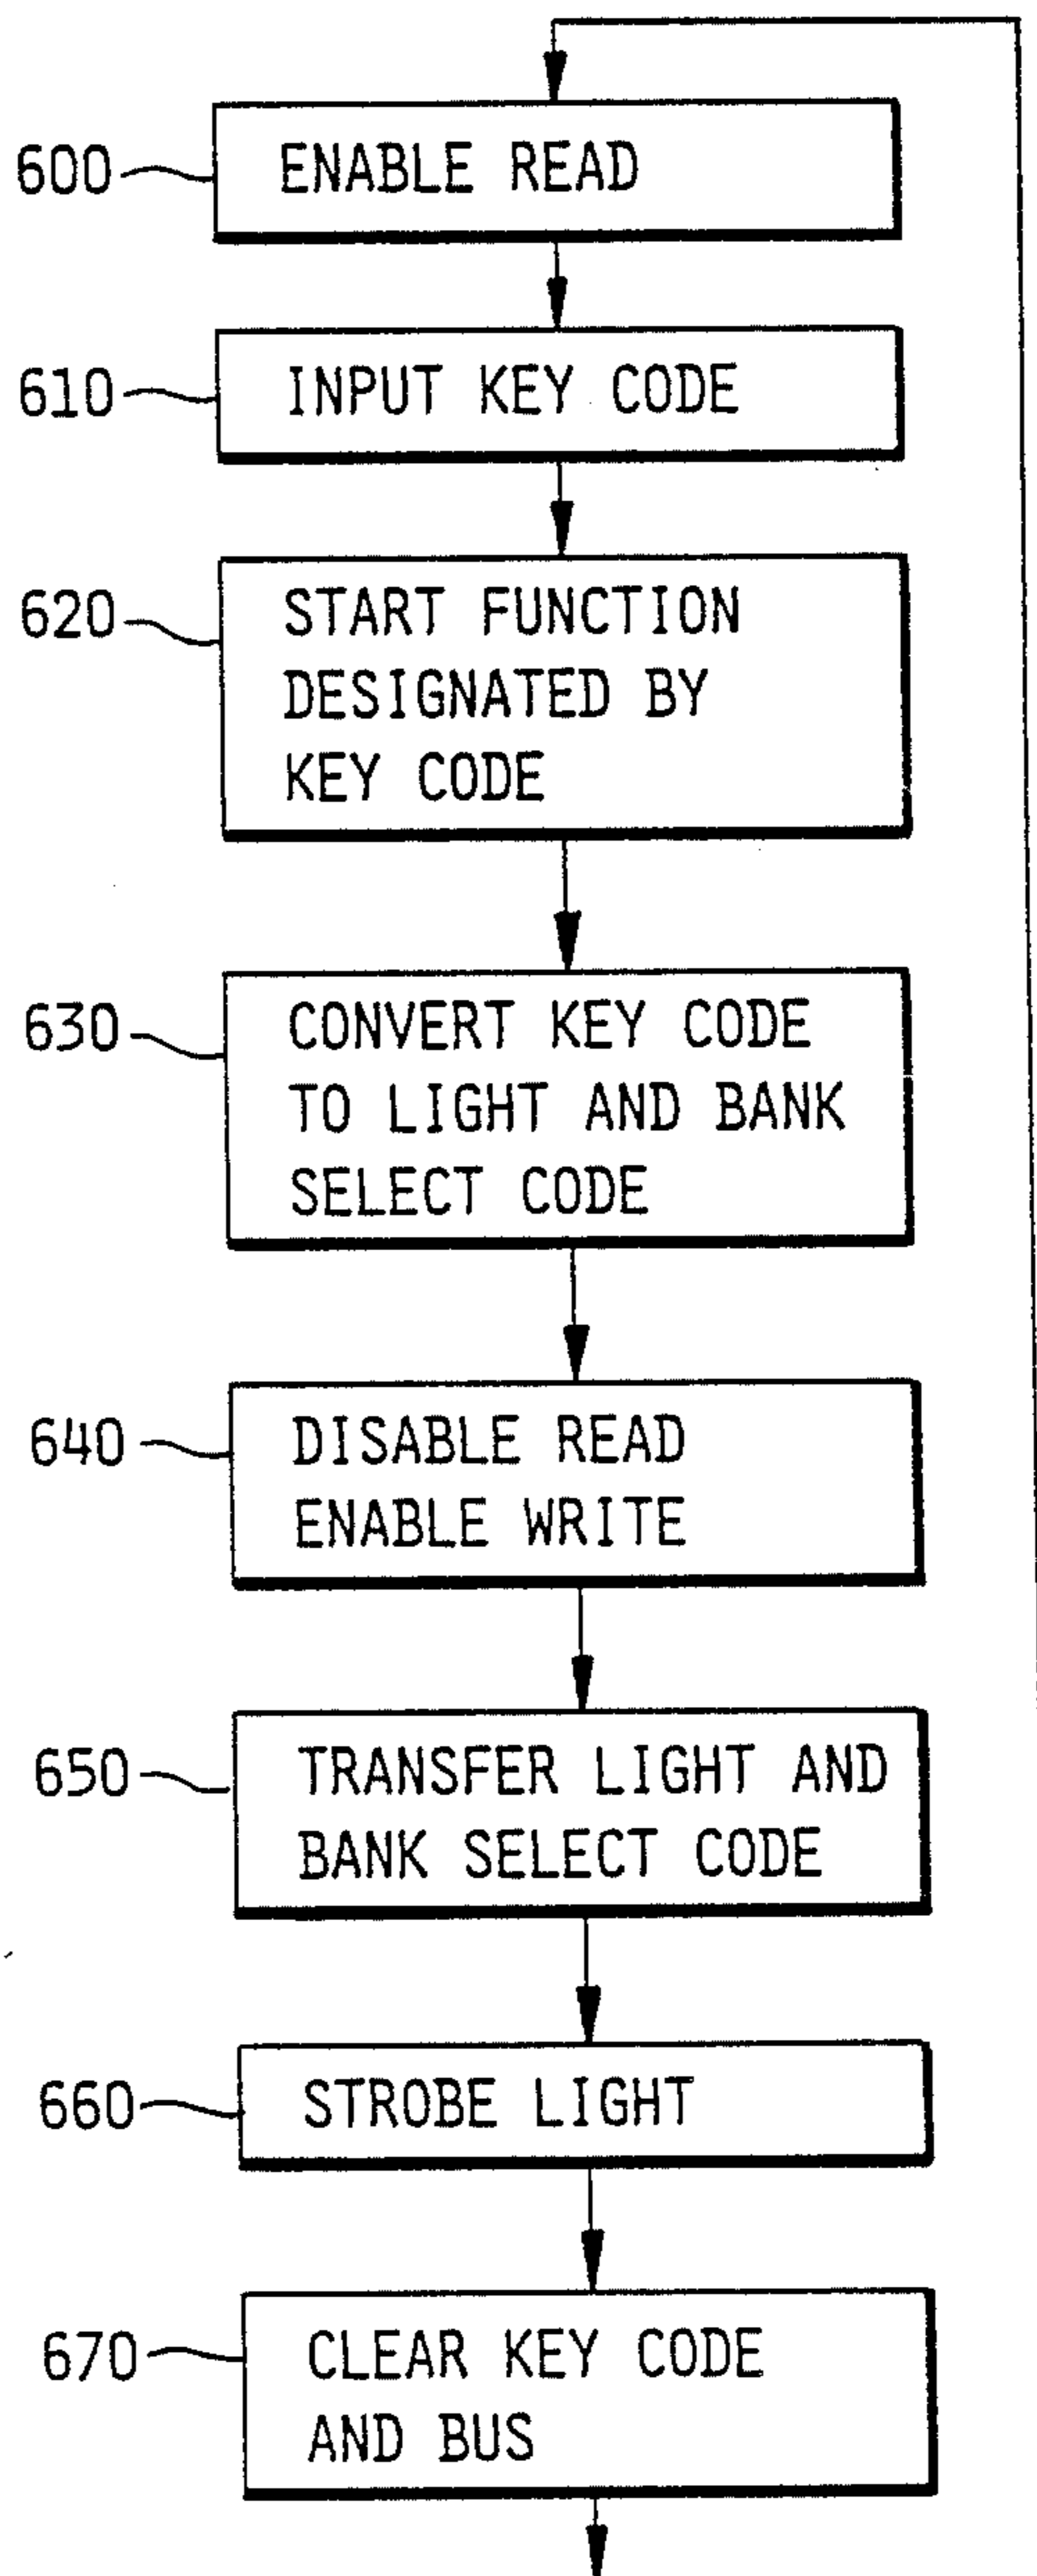 600
ENABLE READ
610
INPUT KEY CODE
620
START FUNCTION
DESIGNATED BY
KEY CODE
630
CONVERT KEY CODE
TO LIGHT AND BANK
SELECT CODE
640
DISABLE READ
ENABLE WRITE
650
TRANSFER LIGHT AND
BANK SELECT CODE
660
STROBE LIGHT
670
CLEAR KEY CODE
AND BUS